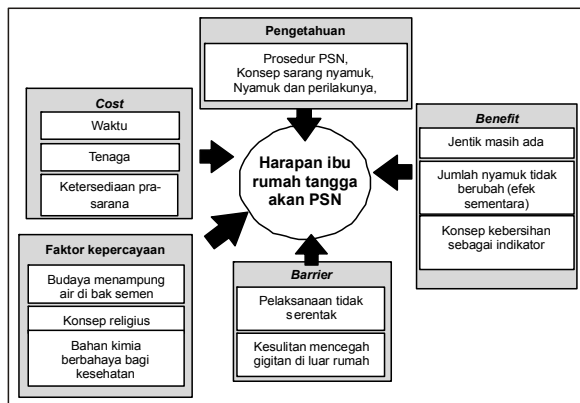 Pengetahuan
Prosedur PSN,
Konsep sarang nyamuk,
Nyamuk dan perilakunya,
Cost
Waktu
Tenaga
Ketersediaan pra-
sarana
Harapan ibu
rumah tangga
akan PSN
Benefit
Jentik masih ada
Jumlah nyamuk tidak
berubah (efek
sementara)
Konsep kebersihan
sebagai indikator
Faktor kepercayaan
Budaya menampung
air di bak semen
Konsep religius
Bahan kimia
berbahaya bagi
kesehatan
Barrier
Pelaksanaan tidak
serentak
Kesulitan mencegah
gigitan di luar rumah